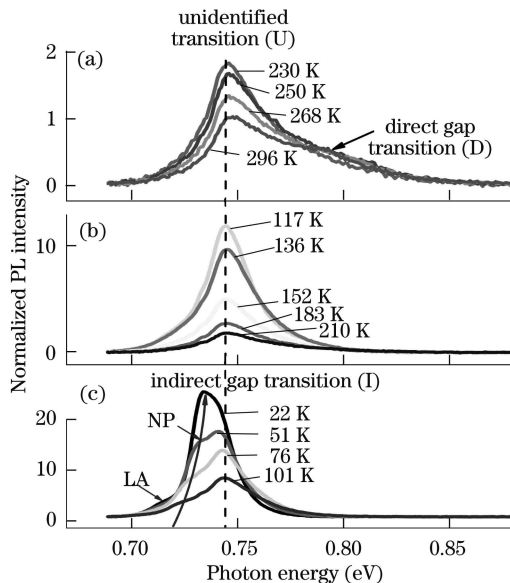 unidentified
transition (U)
(a)
2
230 K
250 K
268 K
1
direct gap
transition (D)
296 K
0
Normalized PL intensity
(b)
117 K
10
136 K
5
152 K
183 K
210 K
0
(c)
indirect gap transition (I)
22 K
20
NP
51 K
76 K
10
LA
101 K
0
0.70 0.75 0.80 0.85
Photon energy (eV)